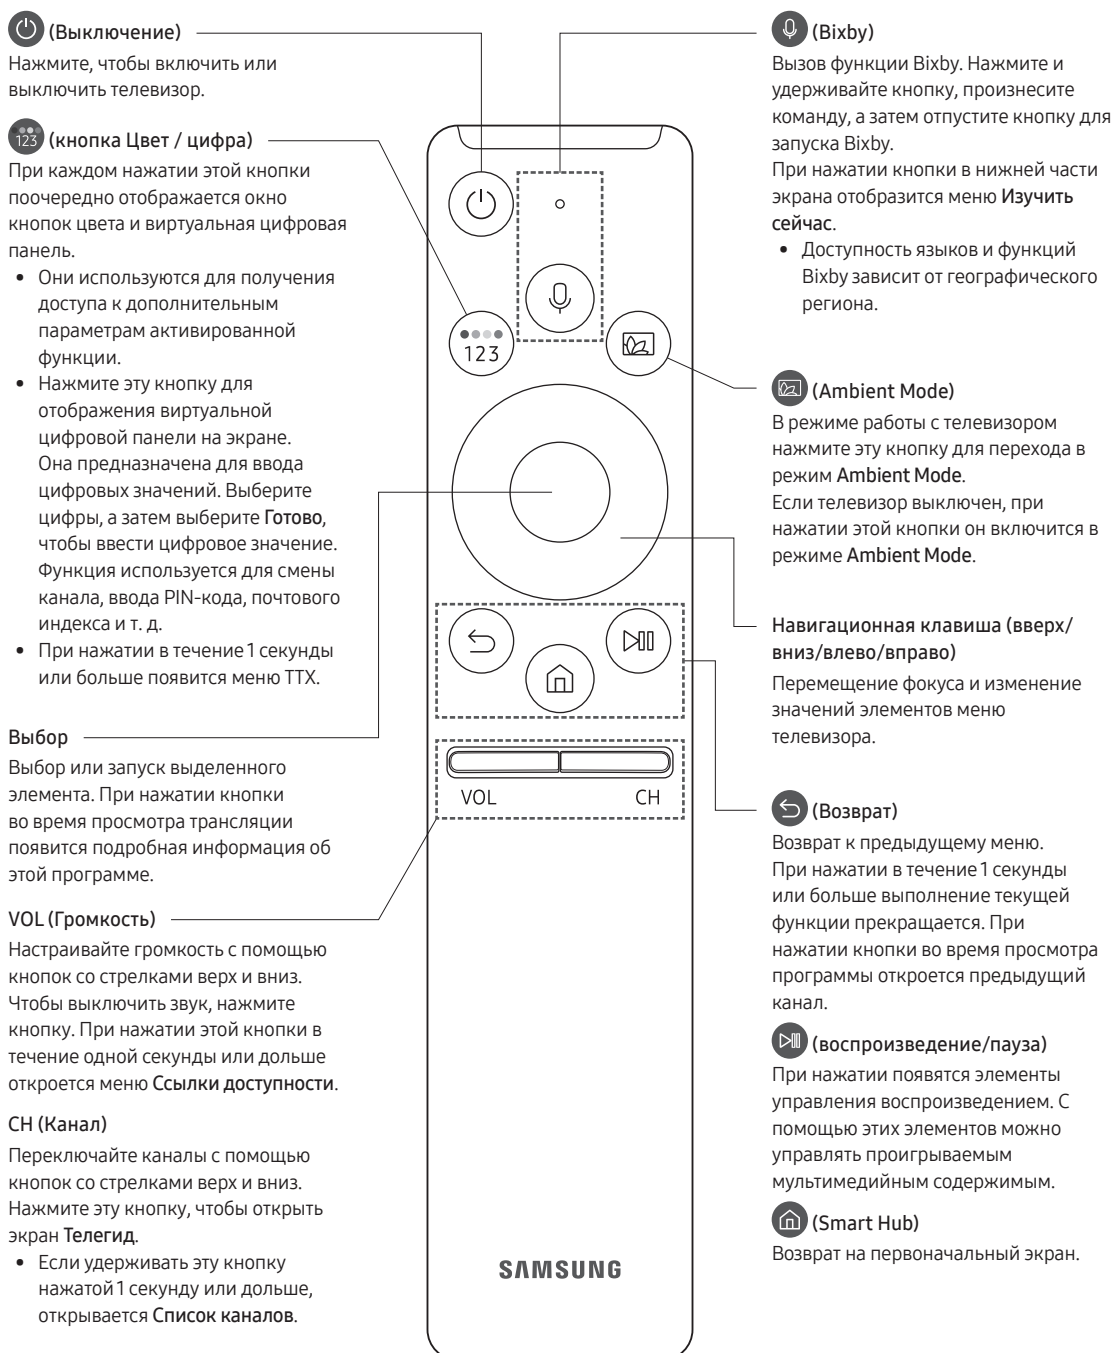 (Выключение)
Нажмите, чтобы включить или
выключить телевизор.
123
(кнопка Цвет / цифра)
При каждом нажатии этой кнопки
поочередно отображается окно
кнопок цвета и виртуальная цифровая
панель.
• Они используются для получения
доступа к дополнительным
параметрам активированной
функции.
• Нажмите эту кнопку для
отображения виртуальной
цифровой панели на экране.
Она предназначена для ввода
цифровых значений. Выберите
цифры, а затем выберите Готово,
чтобы ввести цифровое значение.
Функция используется для смены
канала, ввода PIN-кода, почтового
индекса и т. д.
• При нажатии в течение 1 секунды
или больше появится меню TTX.
Выбор
Выбор или запуск выделенного
элемента. При нажатии кнопки
во время просмотра трансляции
появится подробная информация об
этой программе.
VOL (Громкость)
Настраивайте громкость с помощью
кнопок со стрелками верх и вниз.
Чтобы выключить звук, нажмите
кнопку. При нажатии этой кнопки в
течение одной секунды или дольше
откроется меню Ссылки доступности.
CH (Канал)
Переключайте каналы с помощью
кнопок со стрелками верх и вниз.
Нажмите эту кнопку, чтобы открыть
экран Телегид.
• Если удерживать эту кнопку
нажатой 1 секунду или дольше,
открывается Список каналов.
123
VOL
CH
SAMSUNG
(Bixby)
Вызов функции Bixby. Нажмите и
удерживайте кнопку, произнесите
команду, а затем отпустите кнопку для
запуска Bixby.
При нажатии кнопки в нижней части
экрана отобразится меню Изучить
сейчас.
• Доступность языков и функций
Bixby зависит от географического
региона.
(Ambient Mode)
В режиме работы с телевизором
нажмите эту кнопку для перехода в
режим Ambient Mode.
Если телевизор выключен, при
нажатии этой кнопки он включится в
режиме Ambient Mode.
Навигационная клавиша (вверх/
вниз/влево/вправо)
Перемещение фокуса и изменение
значений элементов меню
телевизора.
(Возврат)
Возврат к предыдущему меню.
При нажатии в течение 1 секунды
или больше выполнение текущей
функции прекращается. При
нажатии кнопки во время просмотра
программы откроется предыдущий
канал.
(воспроизведение/пауза)
При нажатии появятся элементы
управления воспроизведением. С
помощью этих элементов можно
управлять проигрываемым
мультимедийным содержимым.
(Smart Hub)
Возврат на первоначальный экран.